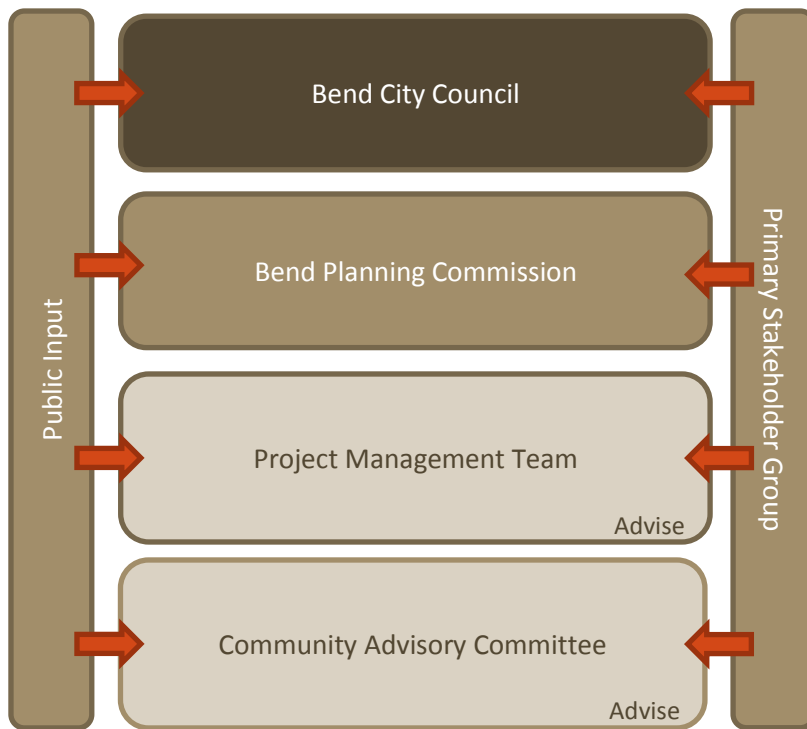 Bend City Council
Bend Planning Commission
Public Input
Primary Stakeholder Group
Project Management Team
Advise
Community Advisory Committee
Advise